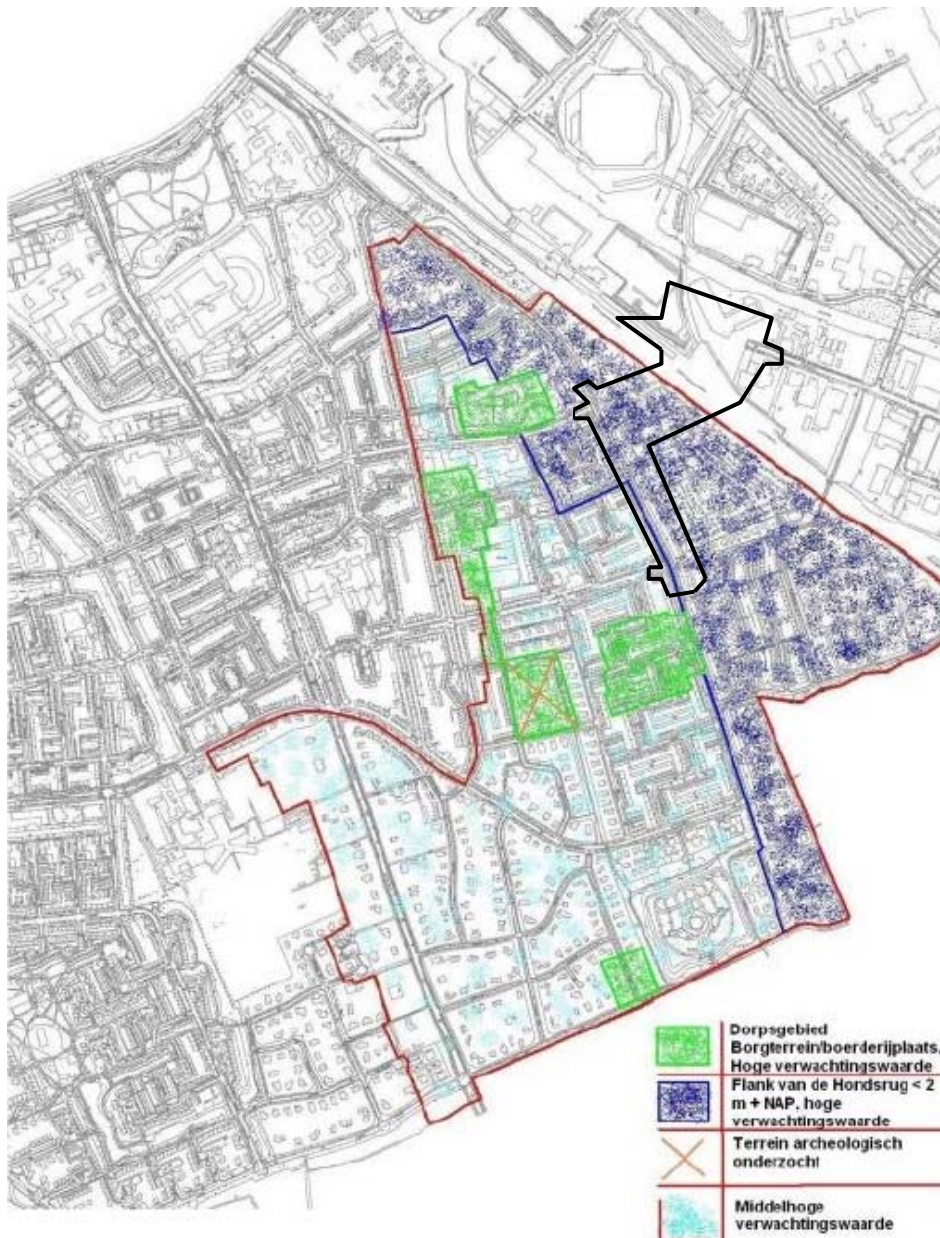 Dorpsgebied
Borgterrein/boerderijplaats,
Hoge verwachtingswaarde
Flank van de Hondsrug < 2
m + NAP, hoge
verwachtingswaarde
Terrein archeologisch
onderzocht
Middelhoge
verwachtingswaarde